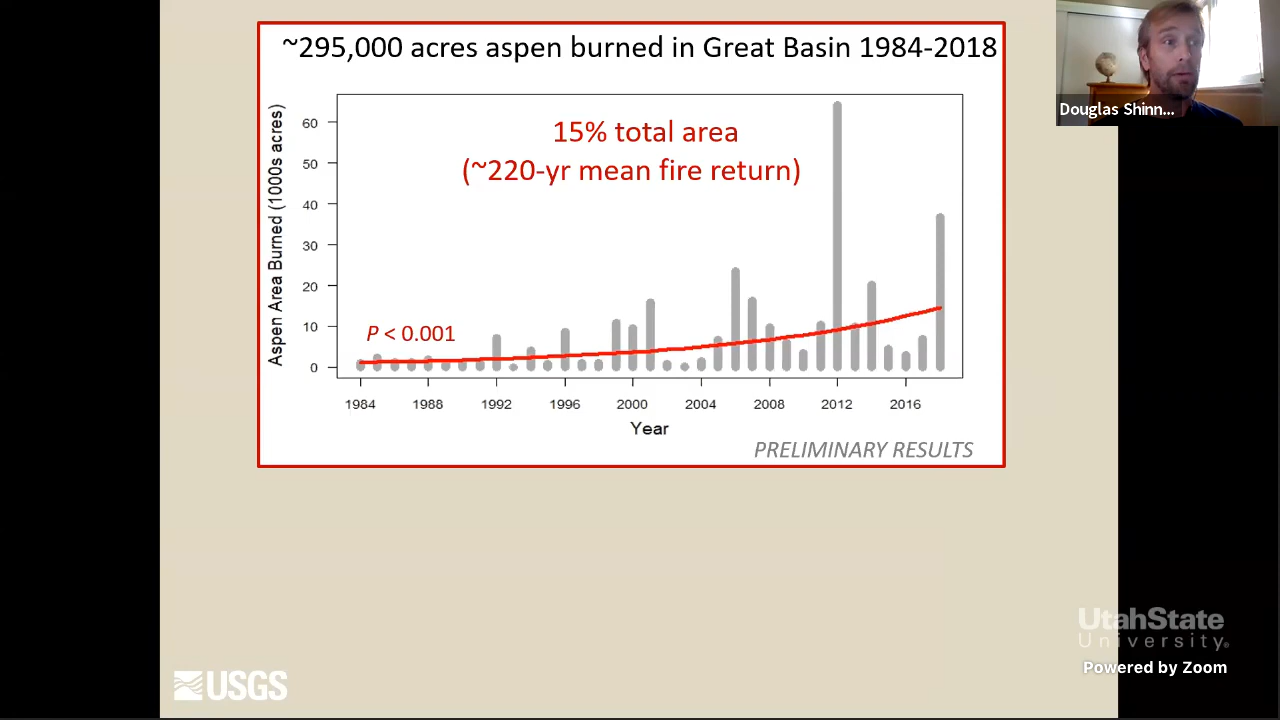 ~295,000 acres aspen burned in Great Basin 1984-2018
Douglas Shinn...
Aspen Area Burned (1000s acres)
60
50
40
30
20
10
0
15% total area
(~220-yr mean fire return)
P < 0.001
1984
1988
1992
1996
2000
2004
2008
2012
2016
Year
PRELIMINARY RESULTS
UtahState
University®
Powered by Zoom
USGS